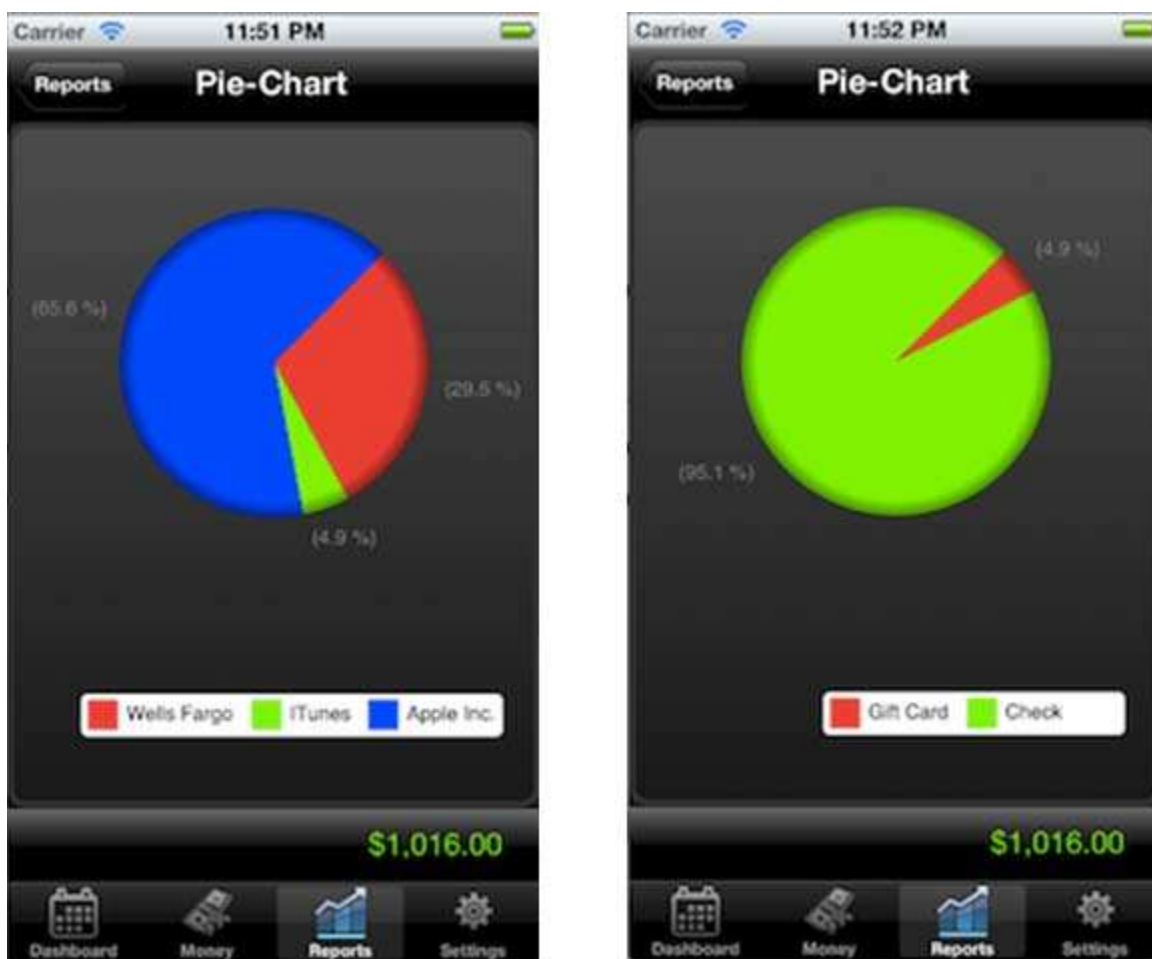 Carrier 11:51 PM
Reports Pie-Chart
(65.6 %)
(29.5 %)
(4.9 %)
Wells Fargo ITunes Apple Inc.
$1,016.00
Dashboard Money Reports Settings
Carrier 11:52 PM
Reports Pie-Chart
(4.9 %)
(95.1 %)
Gift Card Check
$1,016.00
Dashboard Money Reports Settings